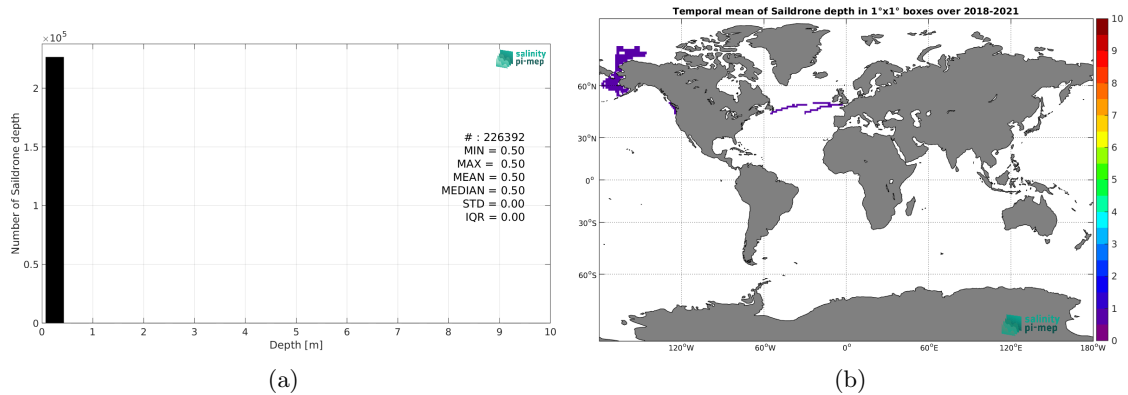 ×10^5
salinity
pi-mep
2
1.5
1
0.5
0
Number of Saildrone depth
# : 226392
MIN = 0.50
MAX = 0.50
MEAN = 0.50
MEDIAN = 0.50
STD = 0.00
IQR = 0.00
0 1 2 3 4 5 6 7 8 9 10
Depth [m]
(a)
Temporal mean of Saildrone depth in 1°x1° boxes over 2018-2021
60°N
30°N
0°
30°S
60°S
120°W 60°W 0° 60°E 120°E 180°W
salinity
pi-mep
10
9
8
7
6
5
4
3
2
1
0
(b)